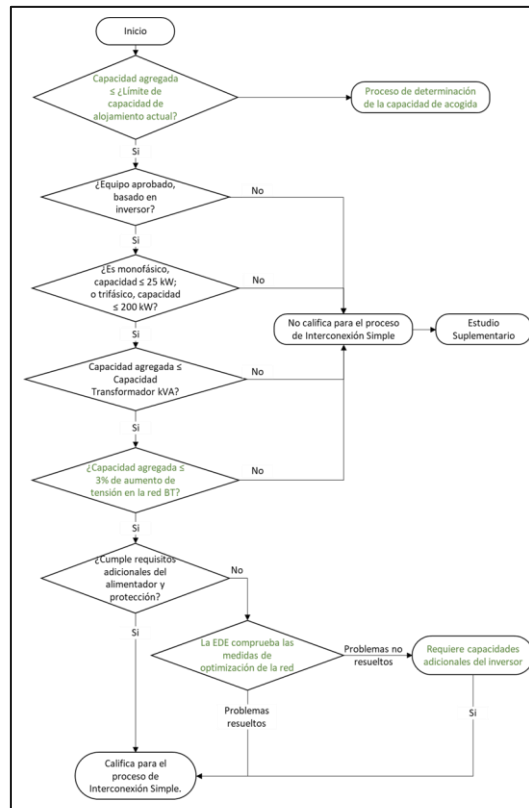 Inicio
Capacidad agregada
≤ ¿Límite de
capacidad de
alojamiento actual?
Proceso de determinación
de la capacidad de acogida
Si
¿Equipo aprobado,
basado en
inversor?
No
Si
¿Es monofásico,
capacidad ≤ 25 kW;
o trifásico, capacidad
≤ 200 kW?
No
No califica para el proceso
de Interconexión Simple
Estudio
Suplementario
Si
Capacidad agregada ≤
Capacidad
Transformador kVA?
No
Si
¿Capacidad agregada ≤
3% de aumento de
tensión en la red BT?
No
Si
¿Cumple requisitos
adicionales del
alimentador y
protección?
No
Si
La EDE comprueba las
medidas de
optimización de la red
Problemas no
resueltos
Requiere capacidades
adicionales del inversor
Problemas
resueltos
Si
Califica para el
proceso de
Interconexión Simple.